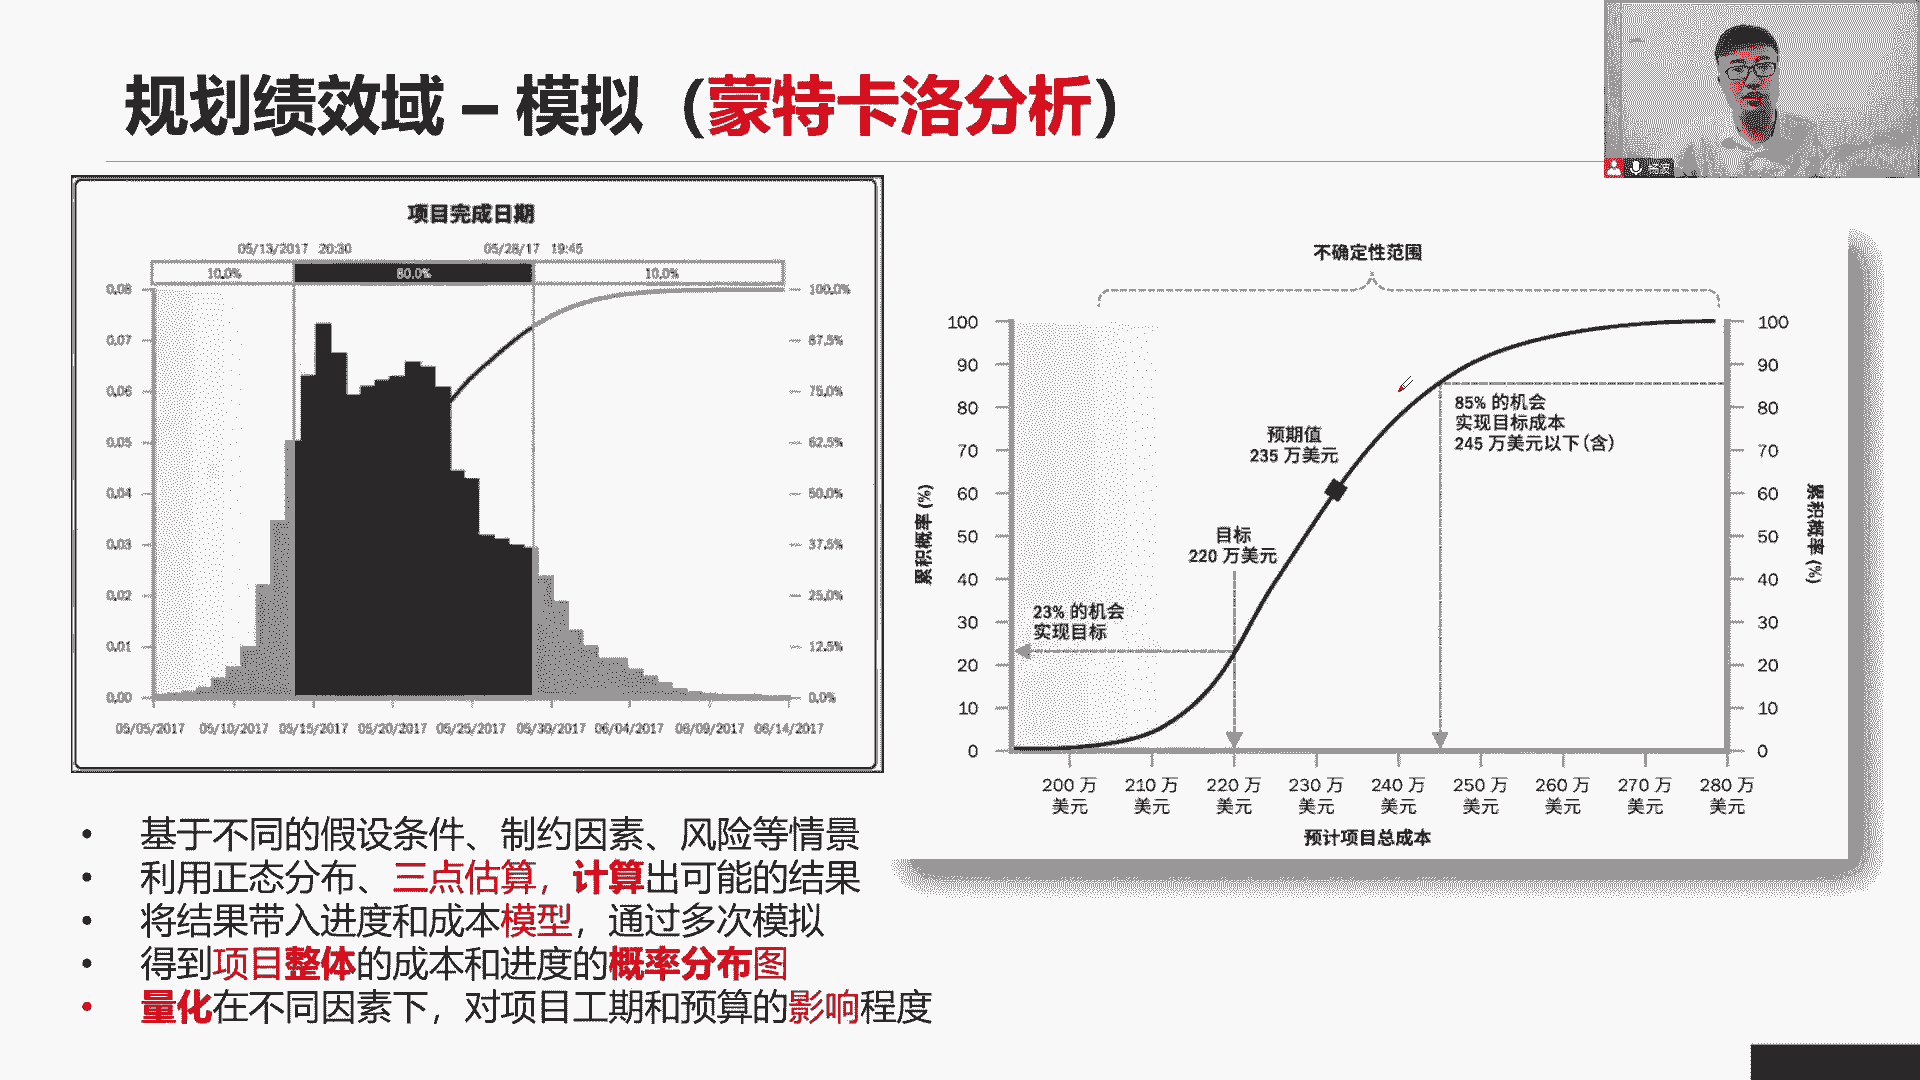 规划绩效域 – 模拟（蒙特卡洛分析）
项目完成日期
05/13/2017 20:30
05/28/17 19:45
10.0% 80.0% 10.0%
0.08
0.07
0.06
0.05
0.04
0.03
0.02
0.01
0.00
100.0%
87.5%
75.0%
62.5%
50.0%
37.5%
25.0%
12.5%
0.0%
05/05/2017 05/10/2017 05/15/2017 05/20/2017 05/25/2017 05/30/2017 06/04/2017 06/09/2017 06/14/2017
不确定性范围
累积概率 (%)
100
90
80
70
60
50
40
30
20
10
0
85% 的机会
实现目标成本
245 万美元以下(含)
预期值
235 万美元
目标
220 万美元
23% 的机会
实现目标
100
90
80
70
60
50
40
30
20
10
0
累积概率 (%)
200 万 210 万 220 万 230 万 240 万 250 万 260 万 270 万 280 万
美元 美元 美元 美元 美元 美元 美元 美元 美元
预计项目总成本
• 基于不同的假设条件、制约因素、风险等情景
• 利用正态分布、三点估算，计算出可能的结果
• 将结果带入进度和成本模型，通过多次模拟
• 得到项目整体的成本和进度的概率分布图
• 量化在不同因素下，对项目工期和预算的影响程度